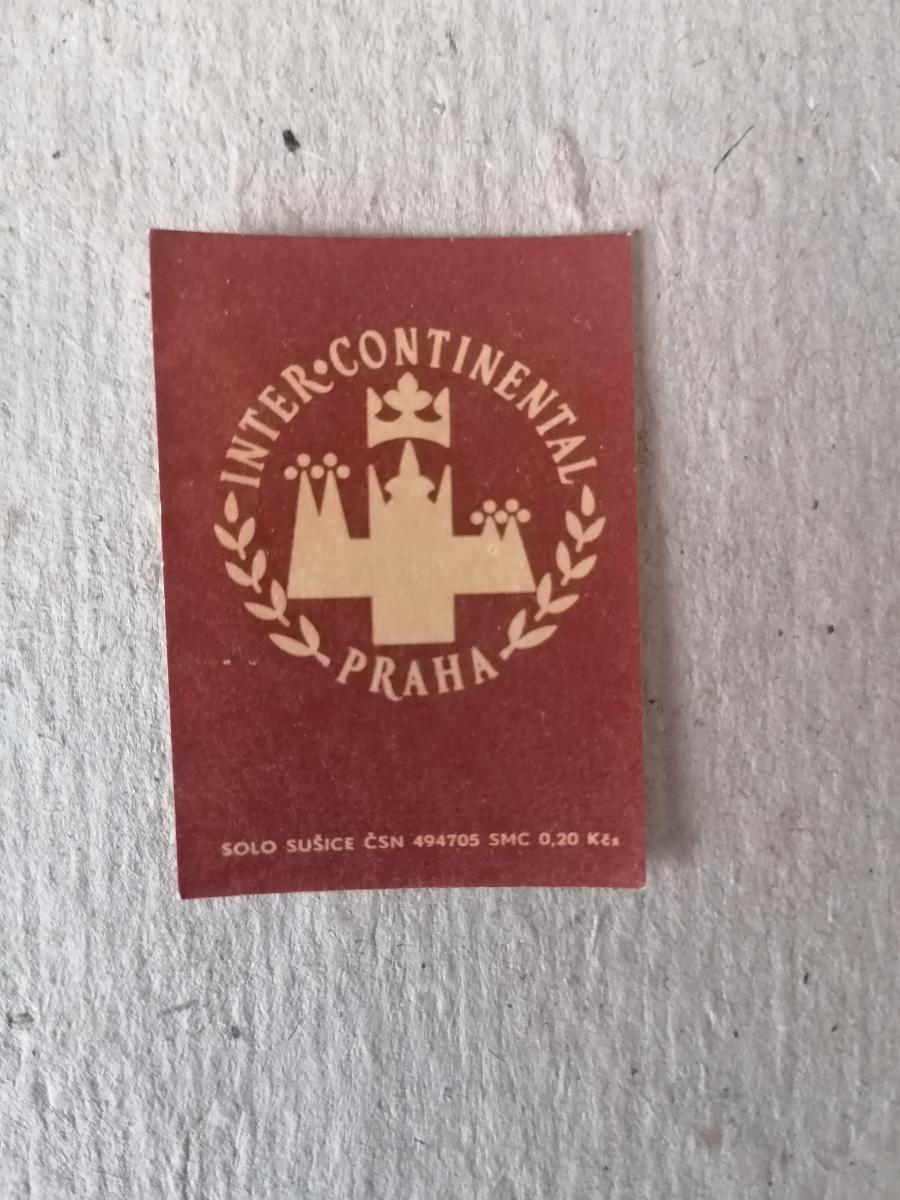 INTER•CONTINENTAL
PRAHA
SOLO SUŠICE ČSN 494705 SMC 0,20 Kčs